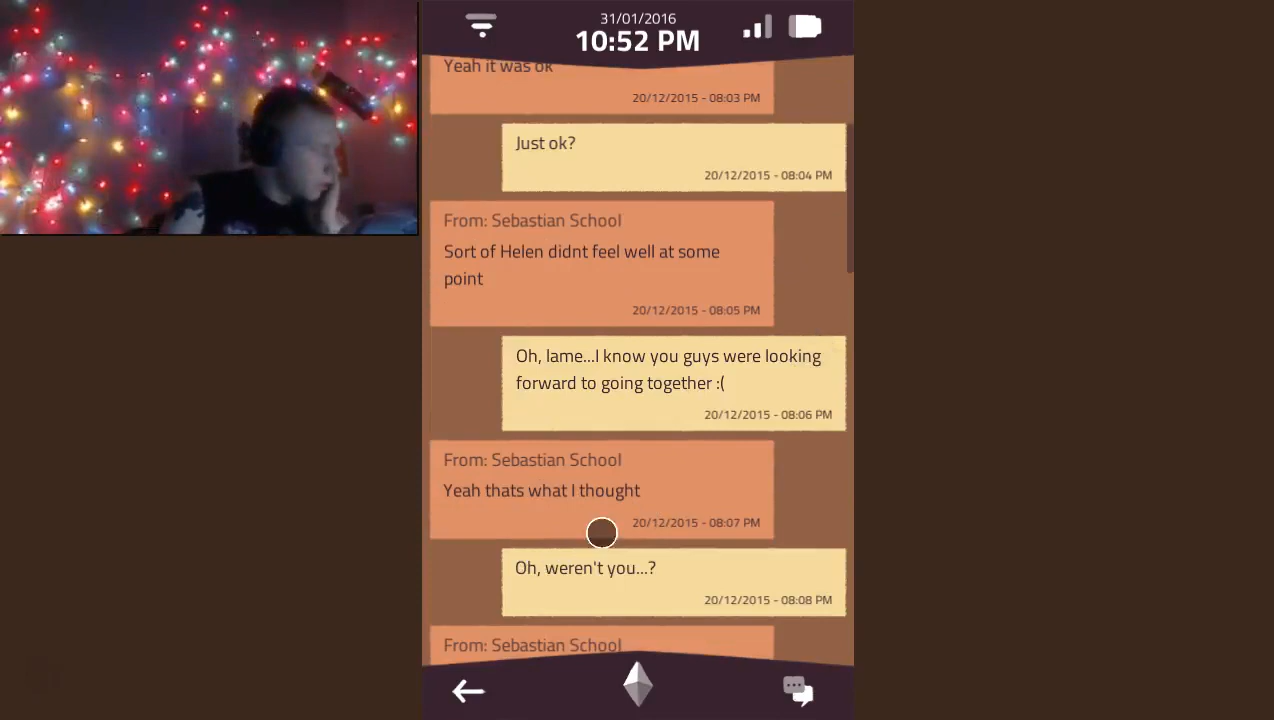 31/01/2016
10:52 PM
Yeah it was ok
20/12/2015 - 08:03 PM
Just ok?
20/12/2015 - 08:04 PM
From: Sebastian School
Sort of Helen didnt feel well at some
point
20/12/2015 - 08:05 PM
Oh, lame...I know you guys were looking
forward to going together :(
20/12/2015 - 08:06 PM
From: Sebastian School
Yeah thats what I thought
20/12/2015 - 08:07 PM
Oh, weren't you...?
20/12/2015 - 08:08 PM
From: Sebastian School